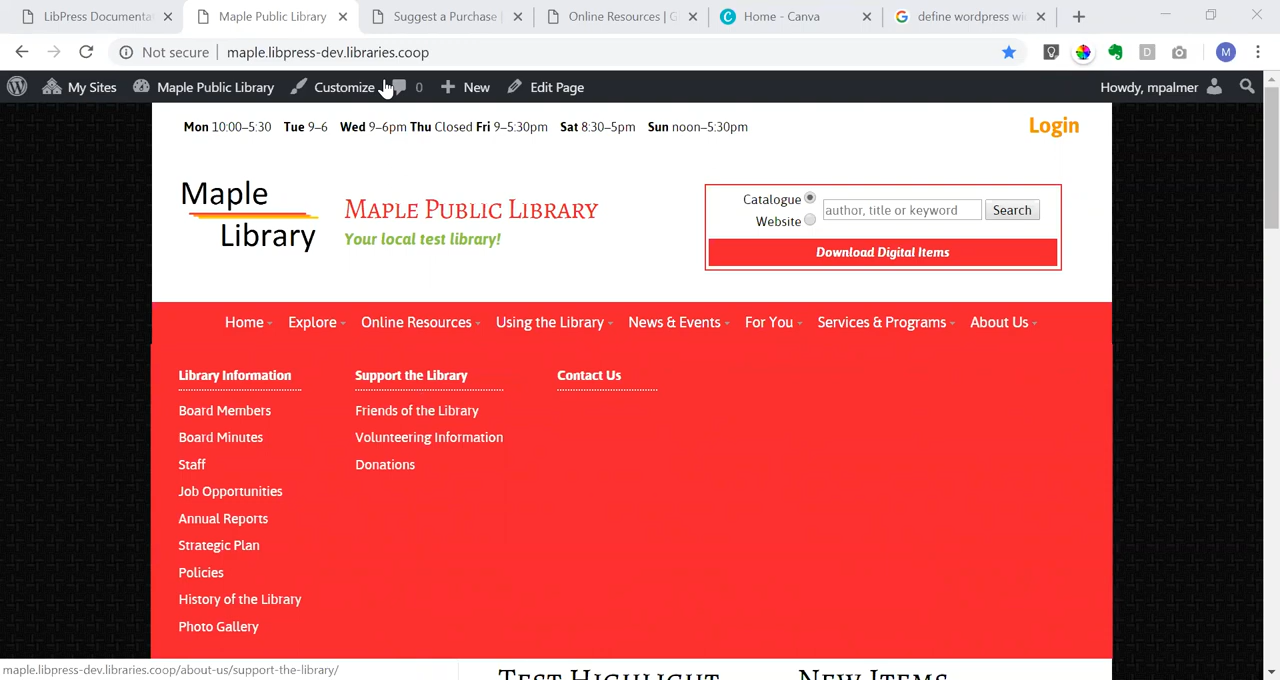 LibPress Documenta
Maple Public Library
Suggest a Purchase |
Online Resources | G
Home - Canva
define wordpress wi
Not secure
maple.libpress-dev.libraries.coop
D
M
My Sites
Maple Public Library
Customize
0
New
Edit Page
Howdy, mpalmer
Mon 10:00–5:30 Tue 9–6 Wed 9–6pm Thu Closed Fri 9–5:30pm Sat 8:30–5pm Sun noon–5:30pm
Login
Maple
Library
Maple Public Library
Your local test library!
Catalogue
Website
author, title or keyword
Search
Download Digital Items
Home
Explore
Online Resources
Using the Library
News & Events
For You
Services & Programs
About Us
Library Information
Board Members
Board Minutes
Staff
Job Opportunities
Annual Reports
Strategic Plan
Policies
History of the Library
Photo Gallery
Support the Library
Friends of the Library
Volunteering Information
Donations
Contact Us
maple.libpress-dev.libraries.coop/about-us/support-the-library/
Test Highlight
New Items